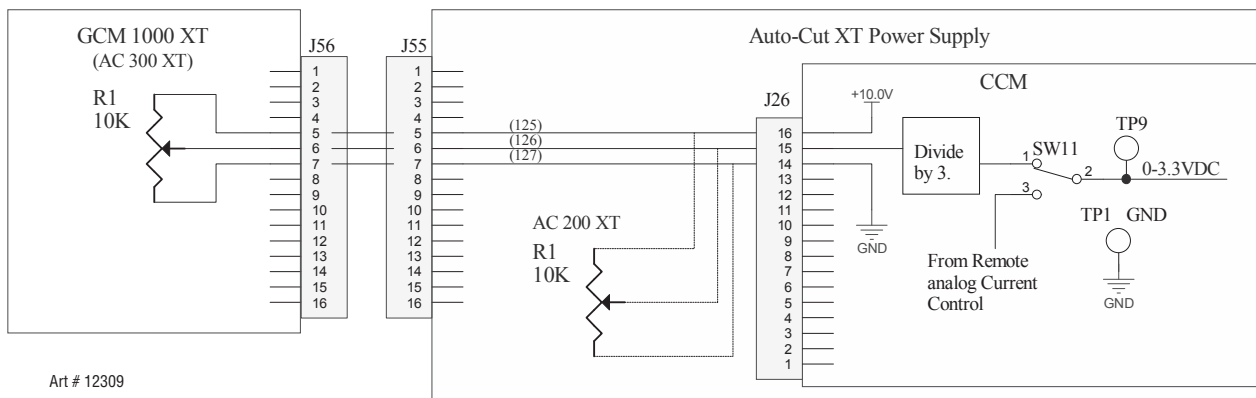 GCM 1000 XT
(AC 300 XT)
R1
10K
J56
1
2
3
4
5
6
7
8
9
10
11
12
13
14
15
16
J55
1
2
3
4
5
6
7
8
9
10
11
12
13
14
15
16
Auto-Cut XT Power Supply
(125)
(126)
(127)
AC 200 XT
R1
10K
J26
16
15
14
13
12
11
10
9
8
7
6
5
4
3
2
1
CCM
+10.0V
GND
Divide
by 3.
SW11
1
2
3
TP9
0-3.3VDC
TP1 GND
GND
From Remote
analog Current
Control
Art # 12309